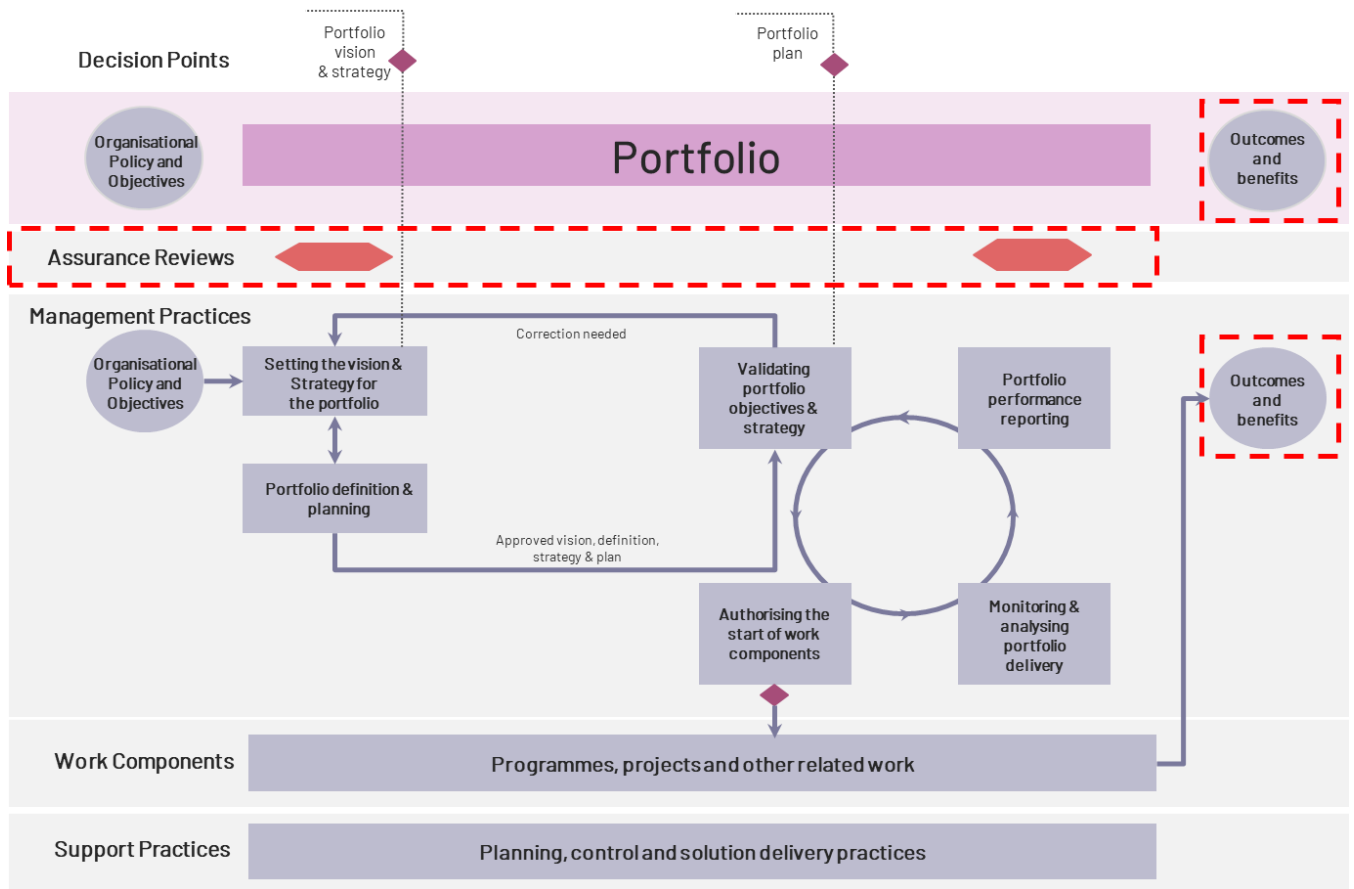 Decision Points
Portfolio
vision
& strategy
Portfolio
plan
Organisational
Policy and
Objectives
Portfolio
Outcomes
and
benefits
Assurance Reviews
Management Practices
Organisational
Policy and
Objectives
Setting the vision &
Strategy for
the portfolio
Correction needed
Validating
portfolio
objectives &
strategy
Portfolio
performance
reporting
Outcomes
and
benefits
Portfolio definition &
planning
Approved vision, definition,
strategy & plan
Authorising the
start of work
components
Monitoring &
analysing
portfolio
delivery
Work Components
Programmes, projects and other related work
Support Practices
Planning, control and solution delivery practices